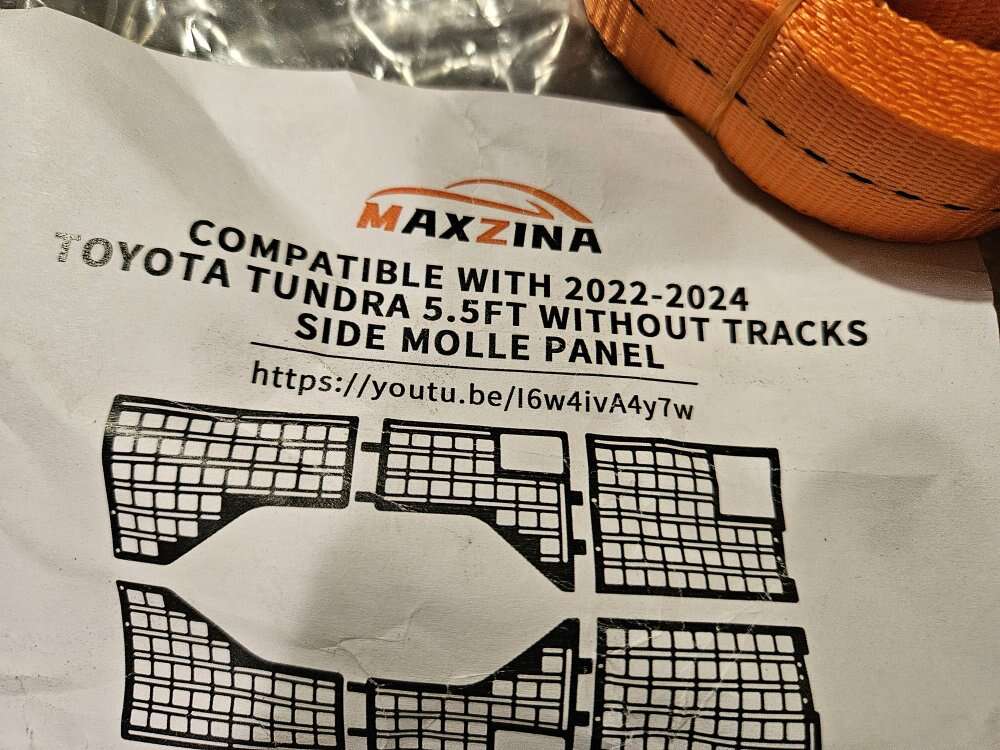 MAXZINA
COMPATIBLE WITH 2022-2024
TOYOTA TUNDRA 5.5FT WITHOUT TRACKS
SIDE MOLLE PANEL
https://youtu.be/I6w4ivA4y7w